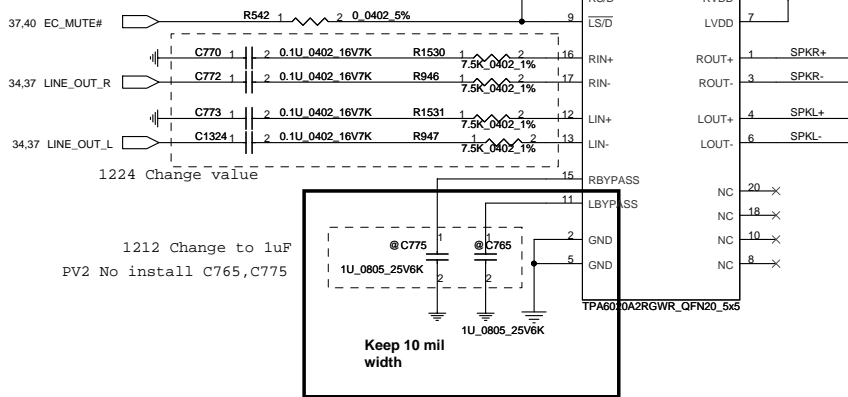 37,40 EC_MUTE# R542 1 2 0_0402_5% 9 LS/D LVDD 7
C770 1 2 0.1U_0402_16V7K R1530 1 2 7.5K_0402_1% 16 RIN+ ROUT+ 1 SPKR+
34,37 LINE_OUT_R C772 1 2 0.1U_0402_16V7K R946 1 2 7.5K_0402_1% 17 RIN- ROUT- 3 SPKR-
C773 1 2 0.1U_0402_16V7K R1531 1 2 7.5K_0402_1% 12 LIN+ LOUT+ 4 SPKL+
34,37 LINE_OUT_L C1324 1 2 0.1U_0402_16V7K R947 1 2 7.5K_0402_1% 13 LIN- LOUT- 6 SPKL-
1224 Change value
15 RBYPASS
NC 20
11 LBYPASS
NC 18
1212 Change to 1uF @C775 1 @C765 1 2 GND NC 10
PV2 No install C765,C775 1U_0805_25V6K 2 2 5 GND NC 8
TPA6020A2RGWR_QFN20_5x5
1U_0805_25V6K
Keep 10 mil
width